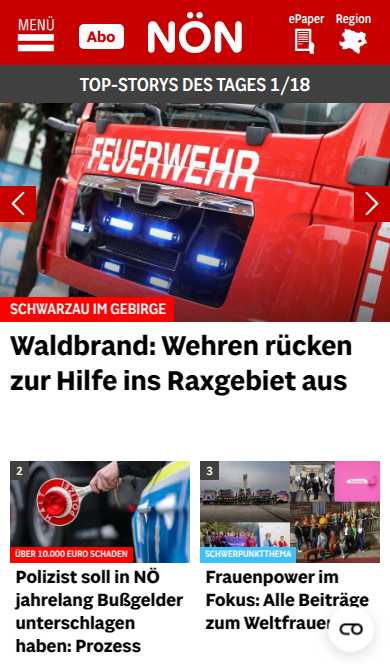 MENÜ
Abo
NÖN
ePaper
Region
TOP-STORYS DES TAGES 1/18
FEUERWEHR
SCHWARZAU IM GEBIRGE
Waldbrand: Wehren rücken
zur Hilfe ins Raxgebiet aus
2
ÜBER 10.000 EURO SCHADEN
Polizist soll in NÖ
jahrelang Bußgelder
unterschlagen
haben: Prozess
3
SCHWERPUNKTTHEMA
Frauenpower im
Fokus: Alle Beiträge
zum Weltfrauen